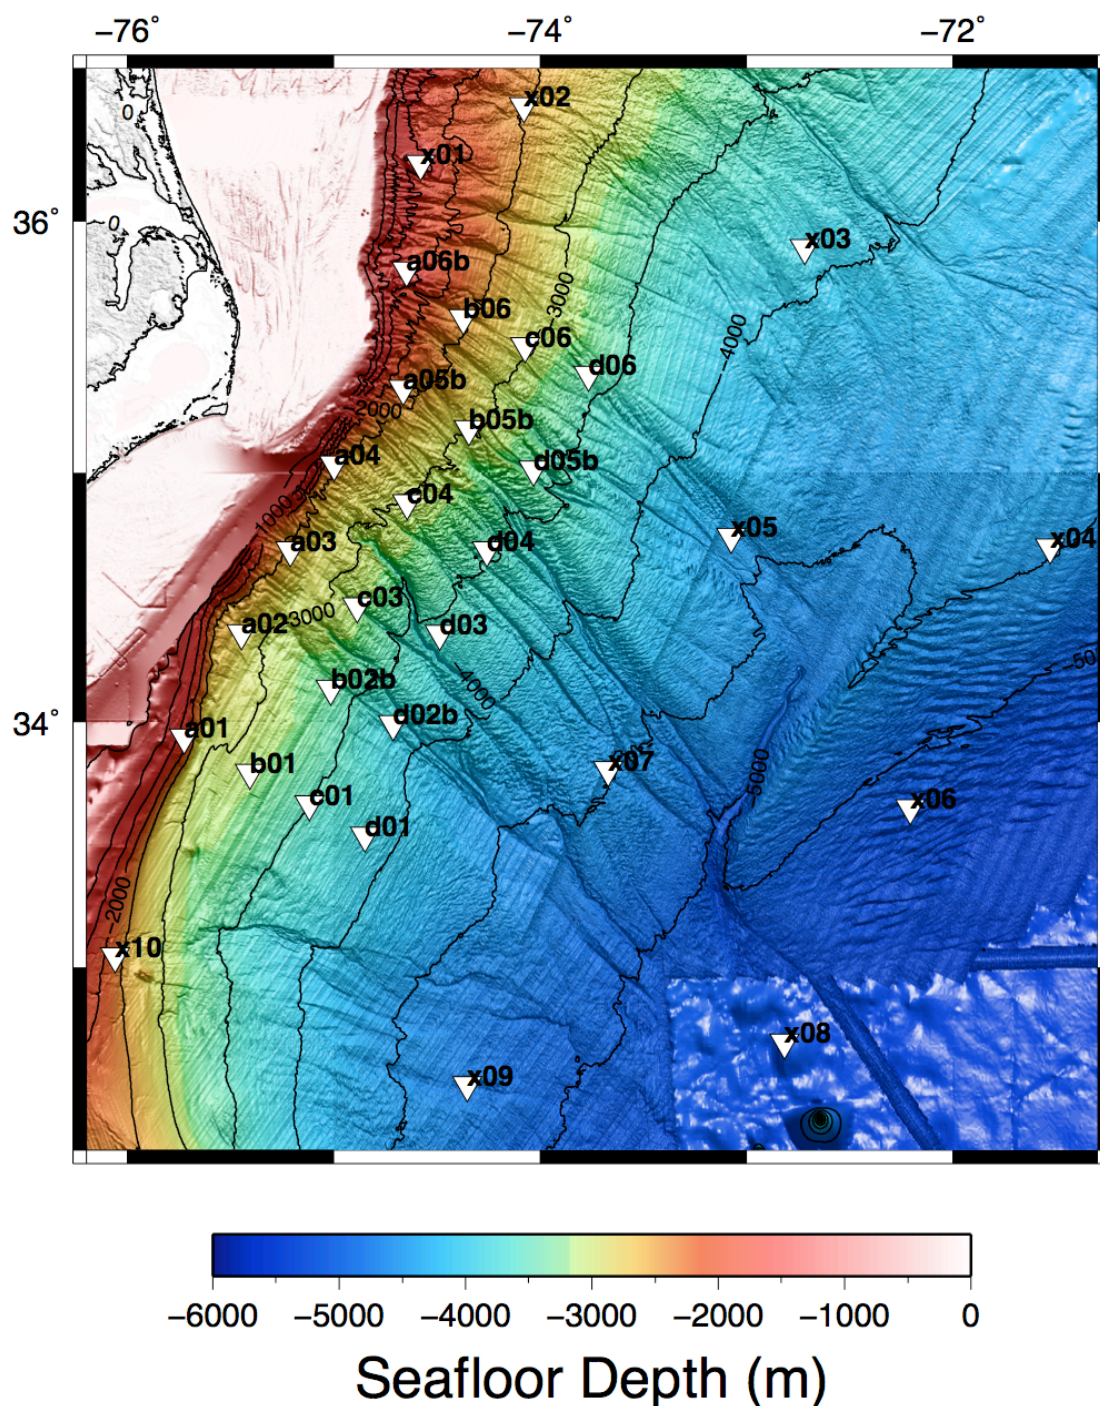 −76˚ −74˚ −72˚
x02
0
x01
36˚
0
x03
a06b
−3000
b06
−4000
c06
d06
a05b
2000
b05b
a04
d05b
c04
1000
x05
a03
d04
x04
c03
−3000
a02
d03
b02b
−4000
d02b
34˚
a01
b01
x07
−5000
c01
x06
d01
−2000
x10
x08
x09
−6000 −5000 −4000 −3000 −2000 −1000 0
Seafloor Depth (m)